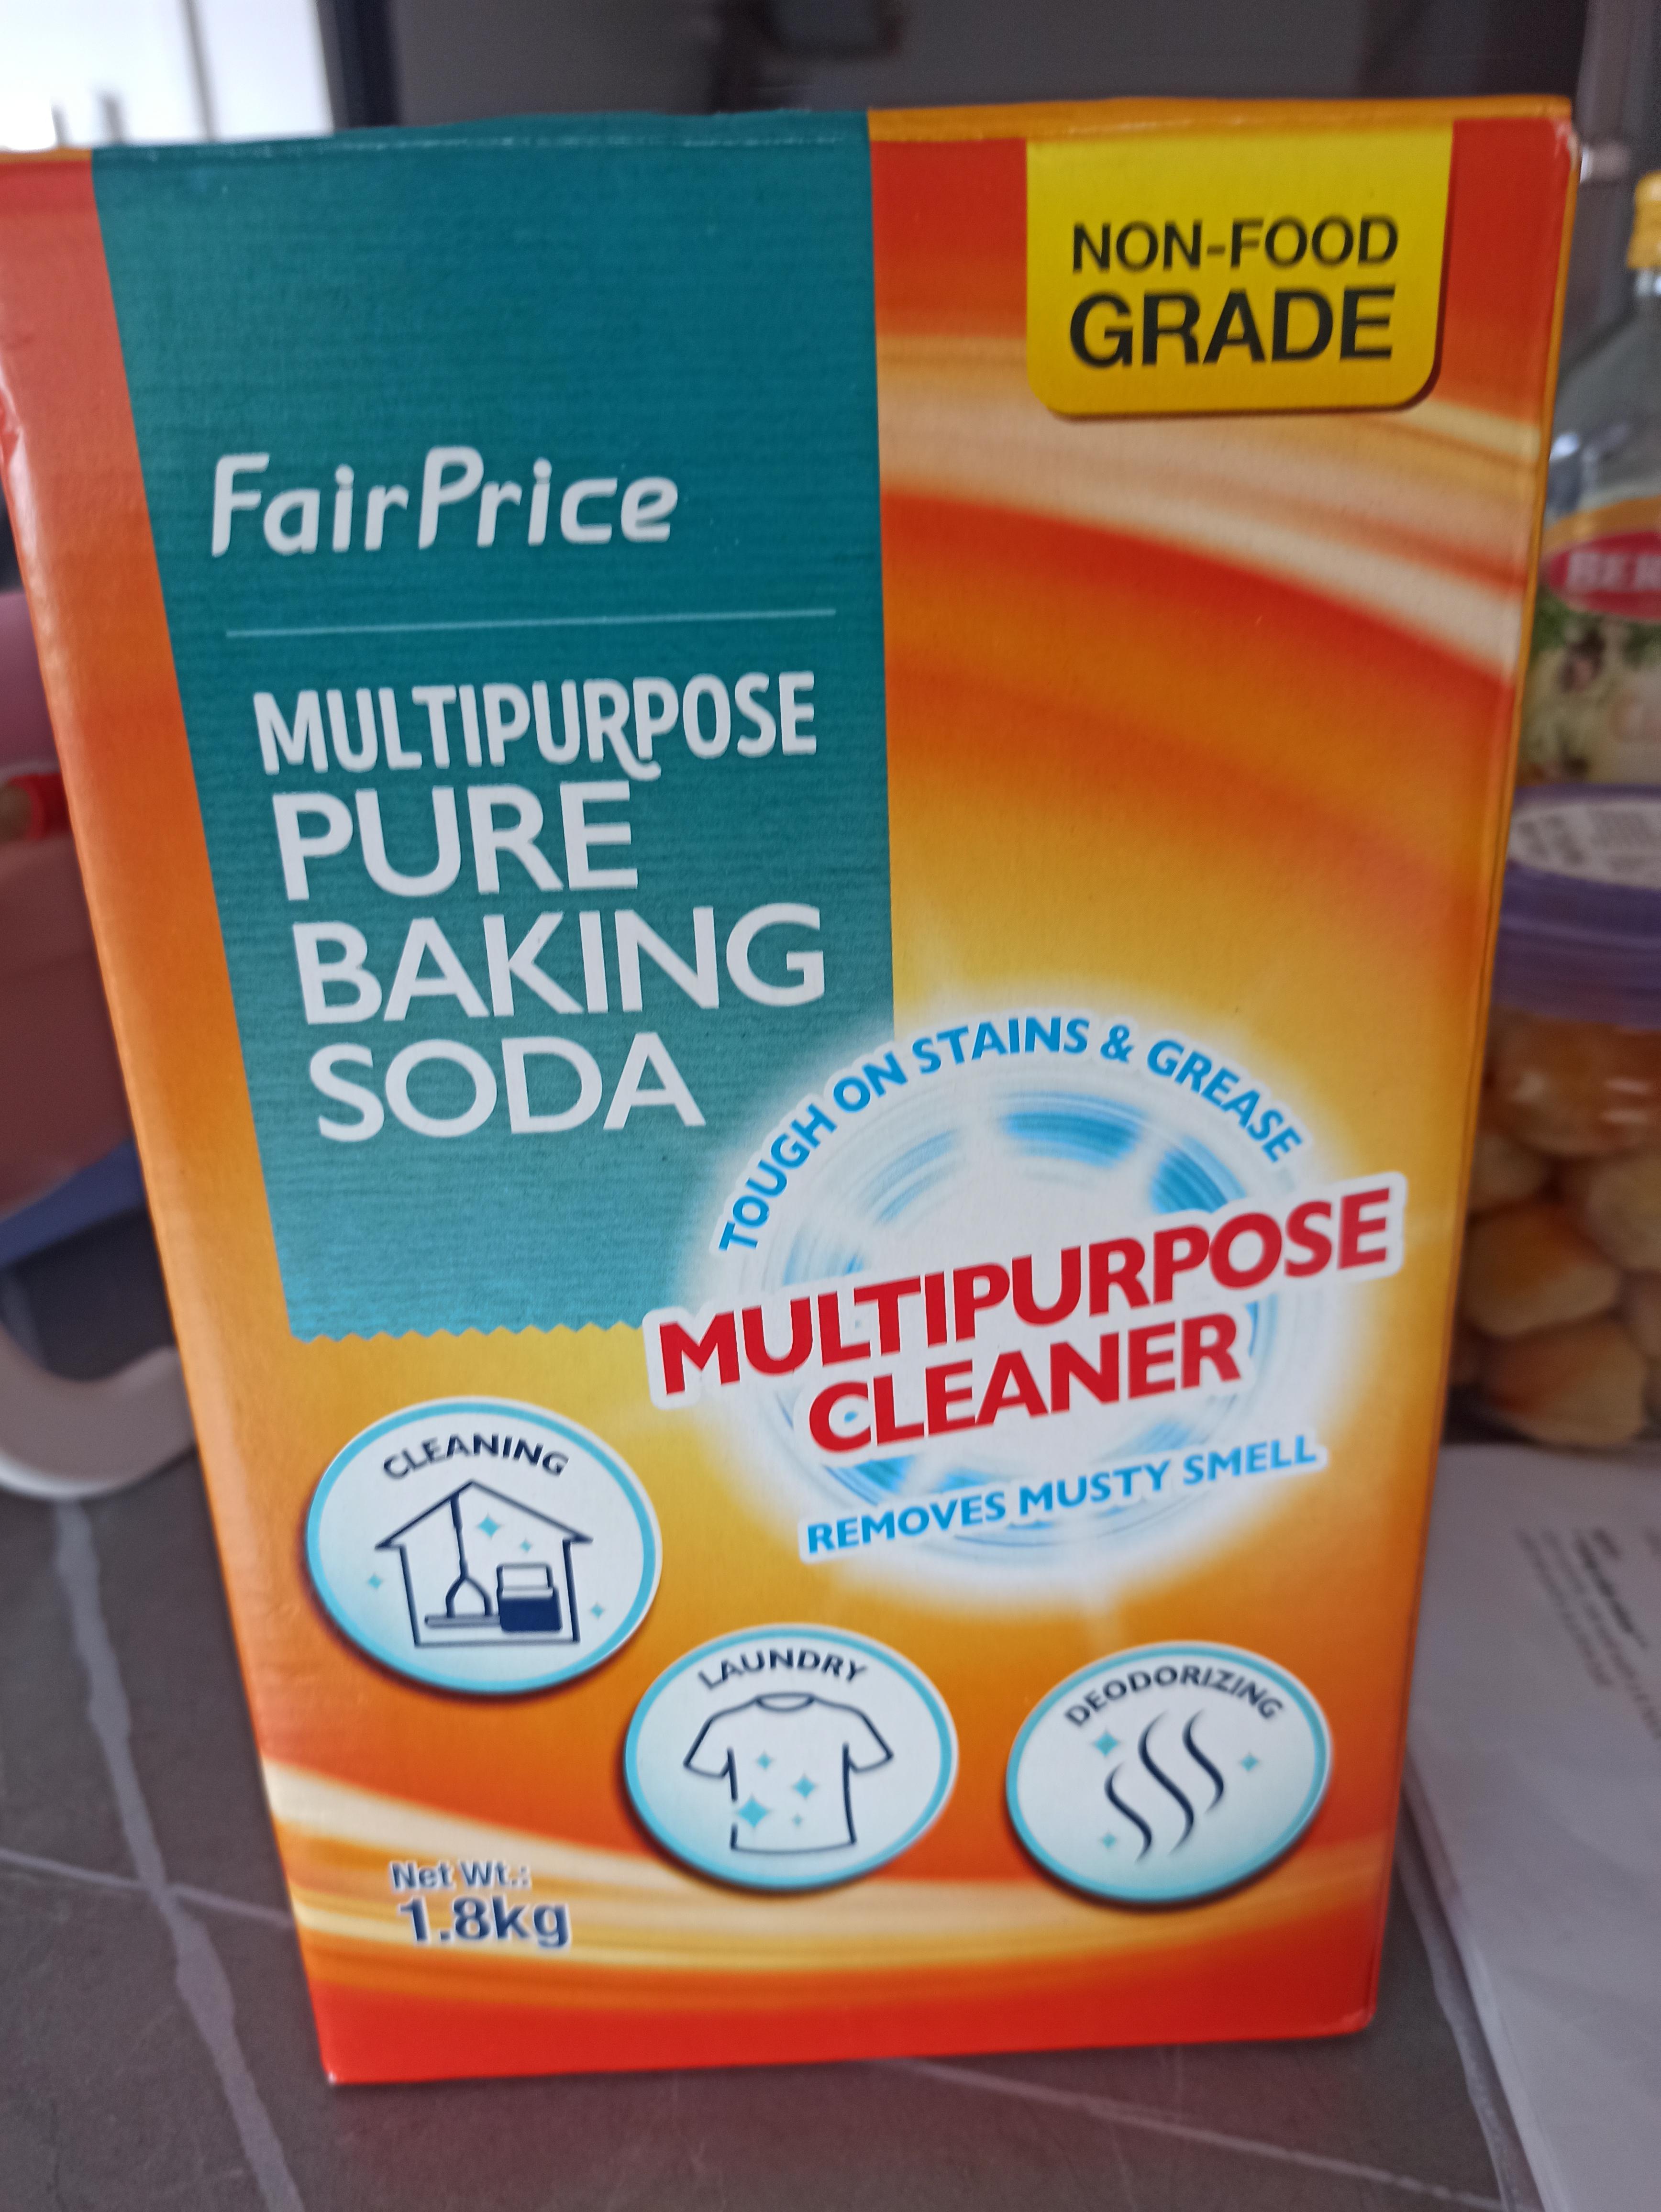 NON-FOOD
GRADE
FairPrice
MULTIPURPOSE
PURE
BAKING
SODA
TOUGH ON STAINS & GREASE
MULTIPURPOSE
CLEANER
REMOVES MUSTY SMELL
CLEANING
LAUNDRY
DEODORIZING
Net Wt.:
1.8kg